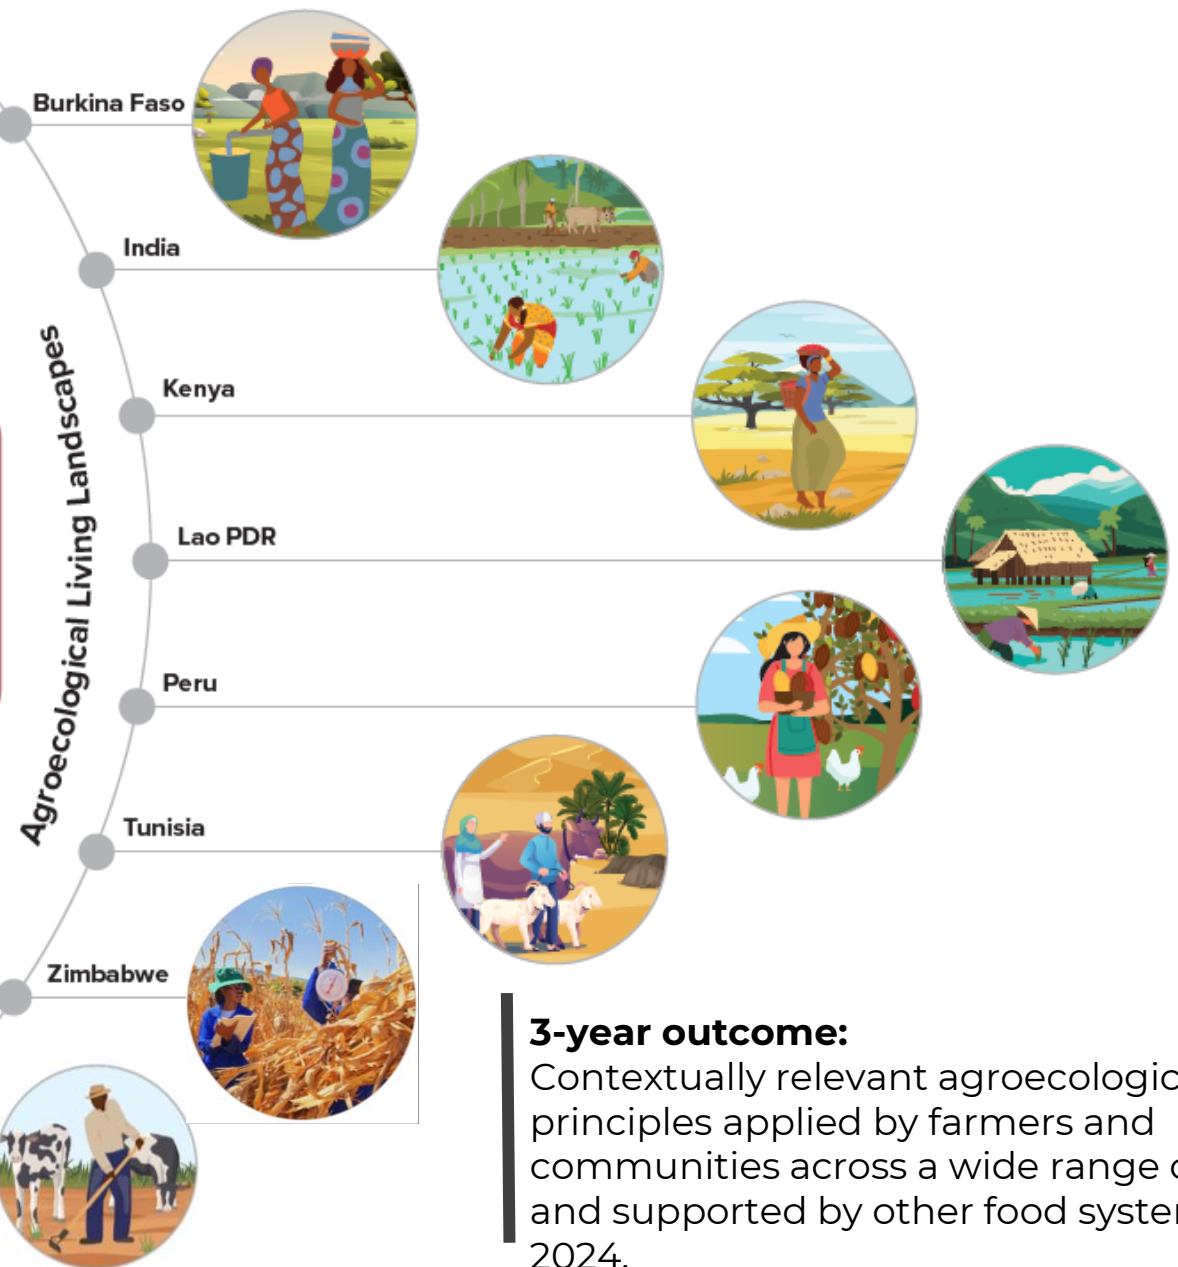 Burkina Faso
India
Kenya
Lao PDR
Peru
Tunisia
Zimbabwe
Agroecological Living Landscapes
3-year outcome:
Contextually relevant agroecologic
principles applied by farmers and
communities across a wide range
and supported by other food syste
2024.